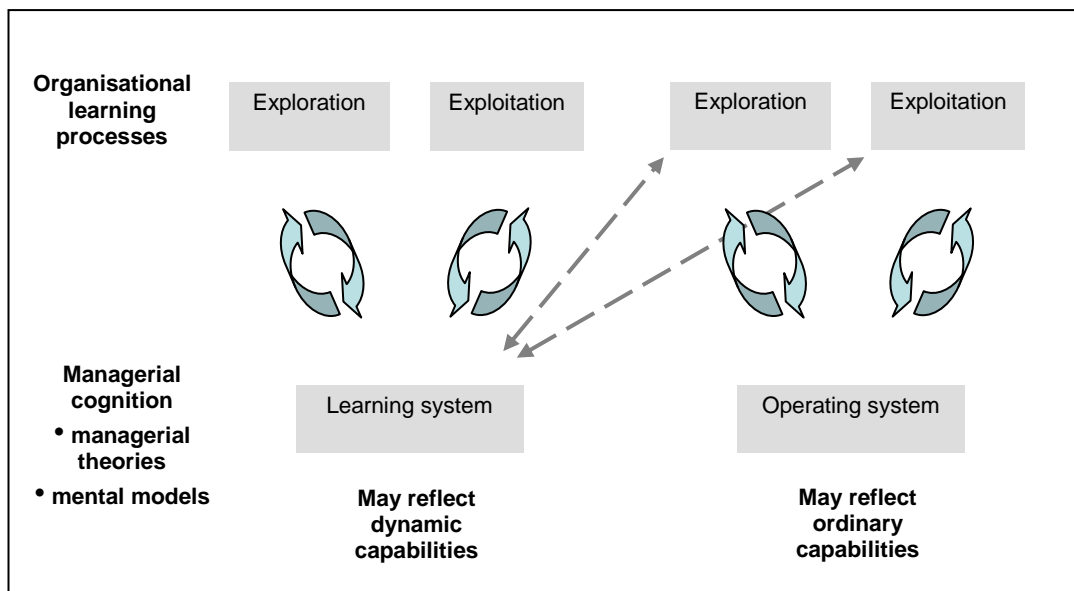 Organisational
learning
processes
Exploration
Exploitation
Exploration
Exploitation
Managerial
cognition
• managerial
theories
• mental models
Learning system
Operating system
May reflect
dynamic
capabilities
May reflect
ordinary
capabilities